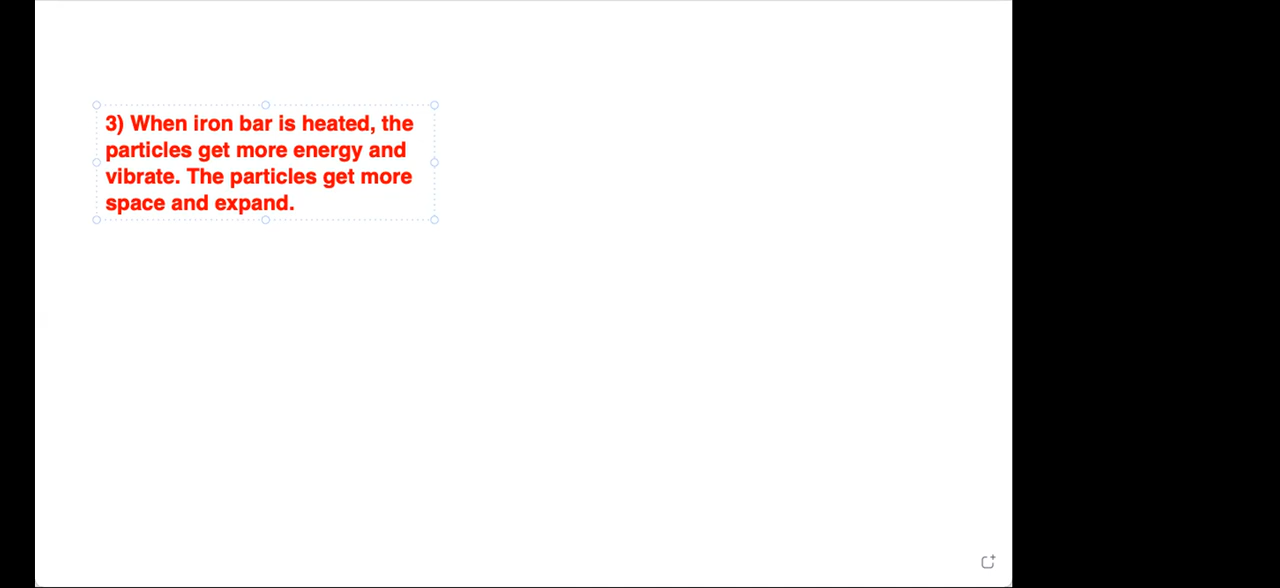 3) When iron bar is heated, the
particles get more energy and
vibrate. The particles get more
space and expand.